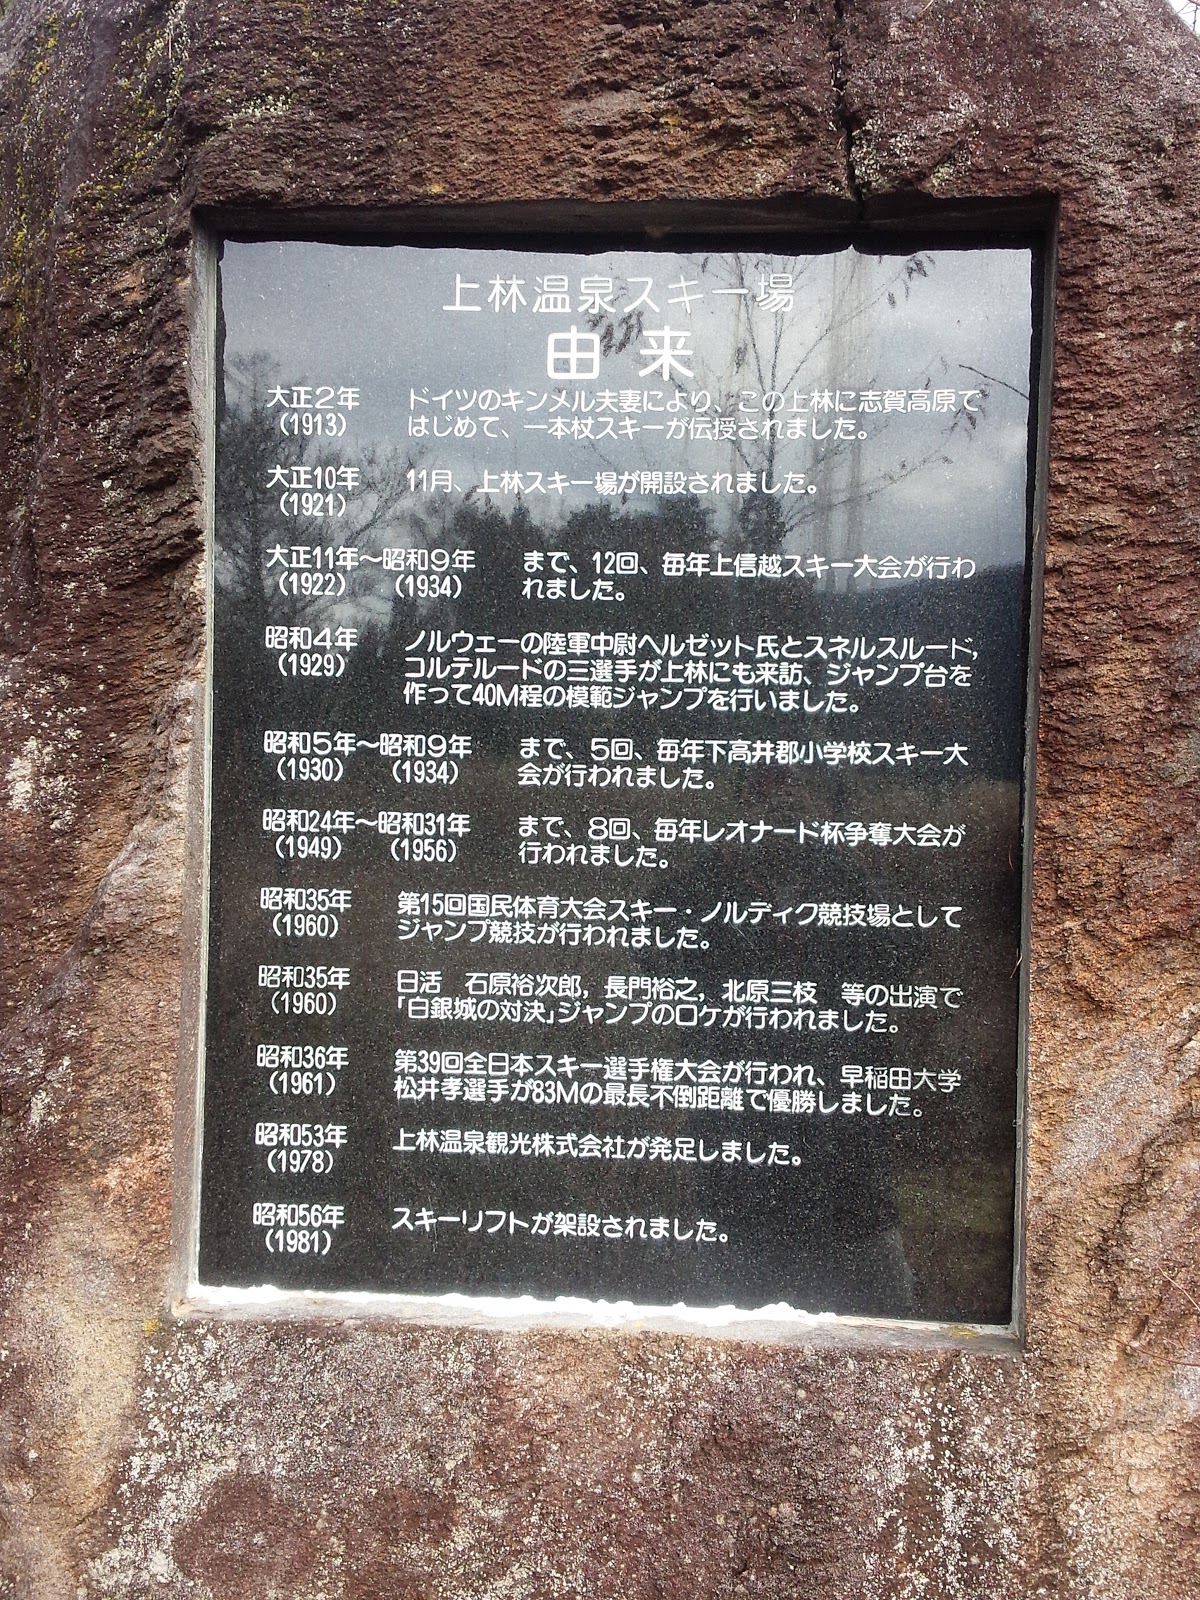 上林温泉スキー場
由来
大正2年 ドイツのキンメル夫妻により、この上林に志賀高原で
(1913) はじめて、一本杖スキーが伝授されました。
大正10年 11月、上林スキー場が開設されました。
(1921)
大正11年～昭和9年 まで、12回、毎年上信越スキー大会が行わ
(1922) (1934) れました。
昭和4年 ノルウェーの陸軍中尉ヘルゼット氏とスネルスルード,
(1929) コルテルードの三選手が上林にも来訪、ジャンプ台を
作って40M程の模範ジャンプを行いました。
昭和5年～昭和9年 まで、5回、毎年下高井郡小学校スキー大
(1930) (1934) 会が行われました。
昭和24年～昭和31年 まで、8回、毎年レオナード杯争奪大会が
(1949) (1956) 行われました。
昭和35年 第15回国民体育大会スキー・ノルディク競技場として
(1960) ジャンプ競技が行われました。
昭和35年 日活 石原裕次郎, 長門裕之, 北原三枝 等の出演で
(1960) 「白銀城の対決」ジャンプのロケが行われました。
昭和36年 第39回全日本スキー選手権大会が行われ、早稲田大学
(1961) 松井孝選手が83Mの最長不倒距離で優勝しました。
昭和53年 上林温泉観光株式会社が発足しました。
(1978)
昭和56年 スキーリフトが架設されました。
(1981)